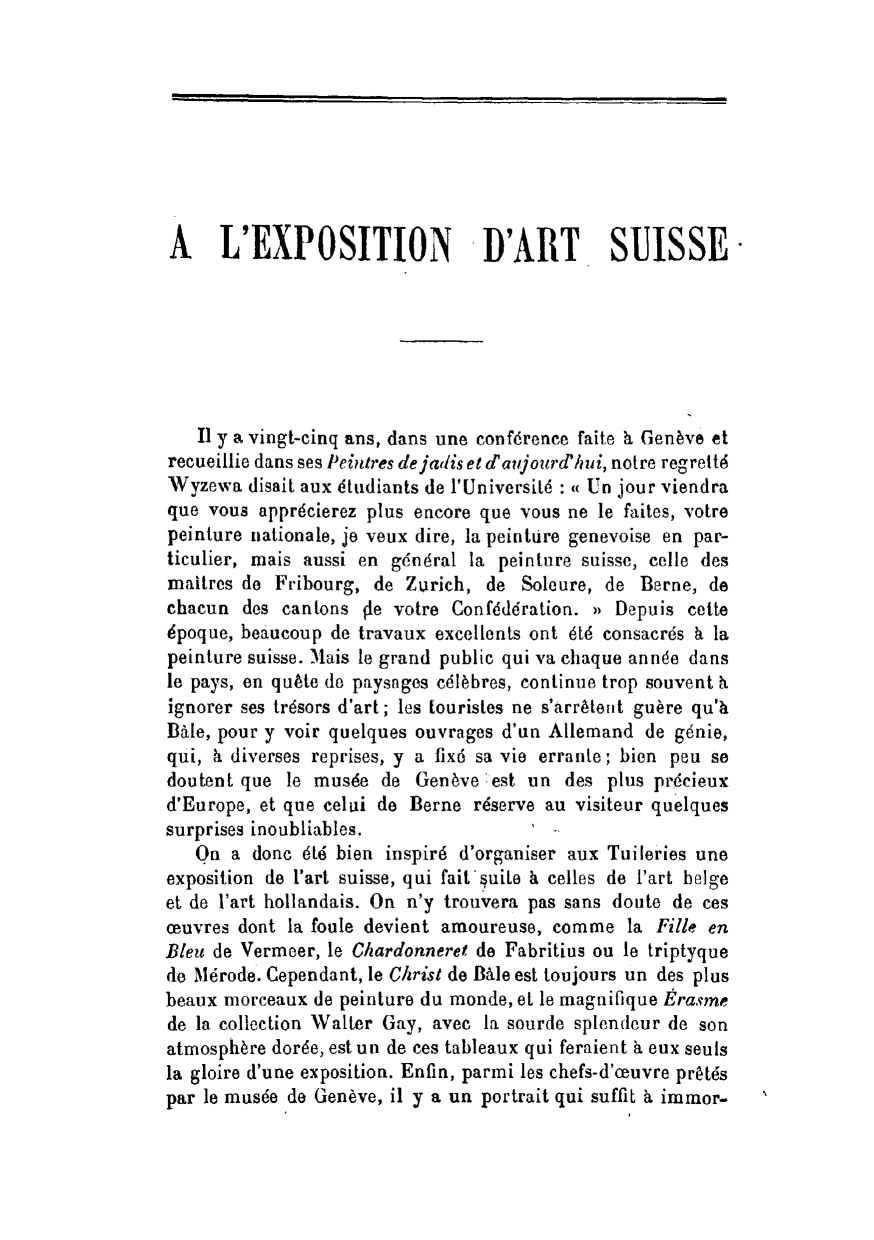 A L'EXPOSITION D'ART SUISSE
Il y a vingt-cinq ans, dans une conférence faite à Genève et
recueillie dans ses Peintres de jadis et d'aujourd'hui, notre regretté
Wyzewa disait aux étudiants de l'Université : « Un jour viendra
que vous apprécierez plus encore que vous ne le faites, votre
peinture nationale, je veux dire, la peinture genevoise en par-
ticulier, mais aussi en général la peinture suisse, celle des
maîtres de Fribourg, de Zurich, de Soleure, de Berne, de
chacun des cantons de votre Confédération. » Depuis cette
époque, beaucoup de travaux excellents ont été consacrés à la
peinture suisse. Mais le grand public qui va chaque année dans
le pays, en quête de paysages célèbres, continue trop souvent à
ignorer ses trésors d'art ; les touristes ne s'arrêtent guère qu'à
Bâle, pour y voir quelques ouvrages d'un Allemand de génie,
qui, à diverses reprises, y a fixé sa vie errante ; bien peu se
doutent que le musée de Genève est un des plus précieux
d'Europe, et que celui de Berne réserve au visiteur quelques
surprises inoubliables.
On a donc été bien inspiré d'organiser aux Tuileries une
exposition de l'art suisse, qui fait suite à celles de l'art belge
et de l'art hollandais. On n'y trouvera pas sans doute de ces
œuvres dont la foule devient amoureuse, comme la Fille en
Bleu de Vermeer, le Chardonneret de Fabritius ou le triptyque
de Mérode. Cependant, le Christ de Bâle est toujours un des plus
beaux morceaux de peinture du monde, et le magnifique Érasme
de la collection Walter Gay, avec la sourde splendeur de son
atmosphère dorée, est un de ces tableaux qui feraient à eux seuls
la gloire d'une exposition. Enfin, parmi les chefs-d'œuvre prêtés
par le musée de Genève, il y a un portrait qui suffit à immor-